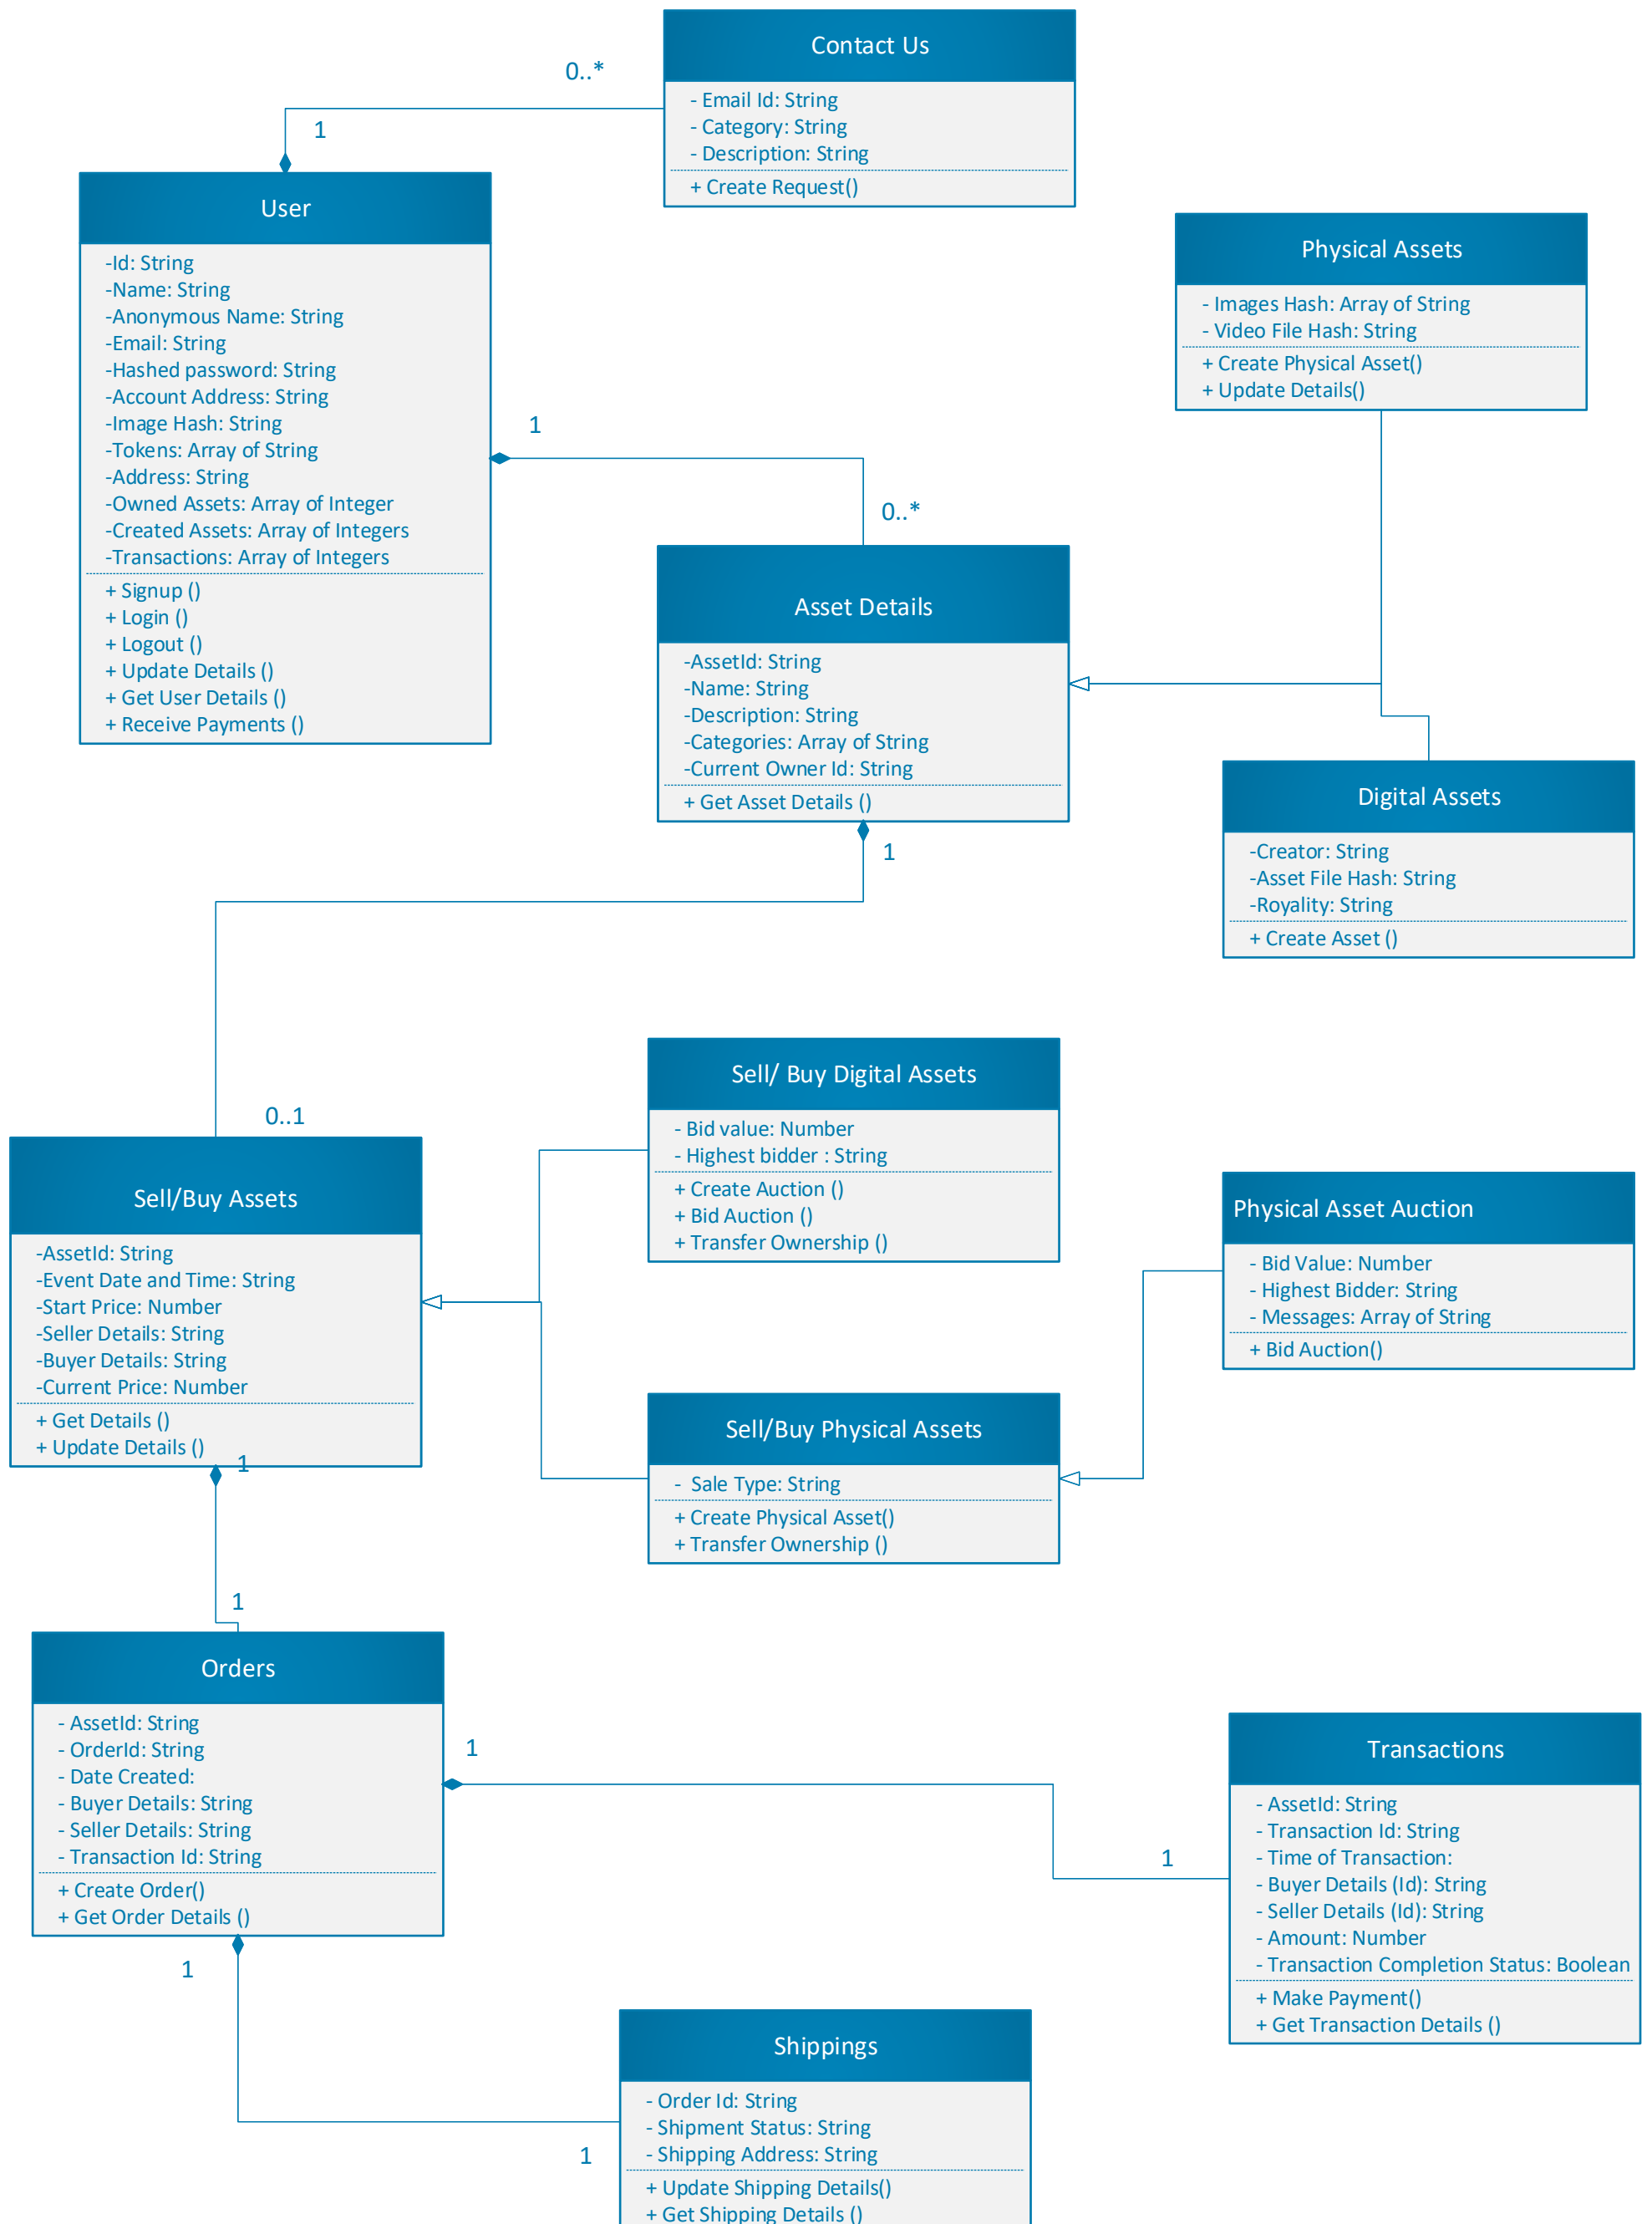 Contact Us
- Email Id: String
- Category: String
- Description: String
+ Create Request()
0..*
1
User
-Id: String
-Name: String
-Anonymous Name: String
-Email: String
-Hashed password: String
-Account Address: String
-Image Hash: String
-Tokens: Array of String
-Address: String
-Owned Assets: Array of Integer
-Created Assets: Array of Integers
-Transactions: Array of Integers
+ Signup ()
+ Login ()
+ Logout ()
+ Update Details ()
+ Get User Details ()
+ Receive Payments ()
Physical Assets
- Images Hash: Array of String
- Video File Hash: String
+ Create Physical Asset()
+ Update Details()
1
0..*
Asset Details
-AssetId: String
-Name: String
-Description: String
-Categories: Array of String
-Current Owner Id: String
+ Get Asset Details ()
1
Digital Assets
-Creator: String
-Asset File Hash: String
-Royality: String
+ Create Asset ()
0..1
Sell/Buy Assets
-AssetId: String
-Event Date and Time: String
-Start Price: Number
-Seller Details: String
-Buyer Details: String
-Current Price: Number
+ Get Details ()
+ Update Details ()
1
Sell/ Buy Digital Assets
- Bid value: Number
- Highest bidder : String
+ Create Auction ()
+ Bid Auction ()
+ Transfer Ownership ()
Physical Asset Auction
- Bid Value: Number
- Highest Bidder: String
- Messages: Array of String
+ Bid Auction()
Sell/Buy Physical Assets
- Sale Type: String
+ Create Physical Asset()
+ Transfer Ownership ()
1
Orders
- AssetId: String
- OrderId: String
- Date Created:
- Buyer Details: String
- Seller Details: String
- Transaction Id: String
+ Create Order()
+ Get Order Details ()
1
1
Transactions
- AssetId: String
- Transaction Id: String
- Time of Transaction:
- Buyer Details (Id): String
- Seller Details (Id): String
- Amount: Number
- Transaction Completion Status: Boolean
+ Make Payment()
+ Get Transaction Details ()
1
1
Shippings
- Order Id: String
- Shipment Status: String
- Shipping Address: String
+ Update Shipping Details()
+ Get Shipping Details ()